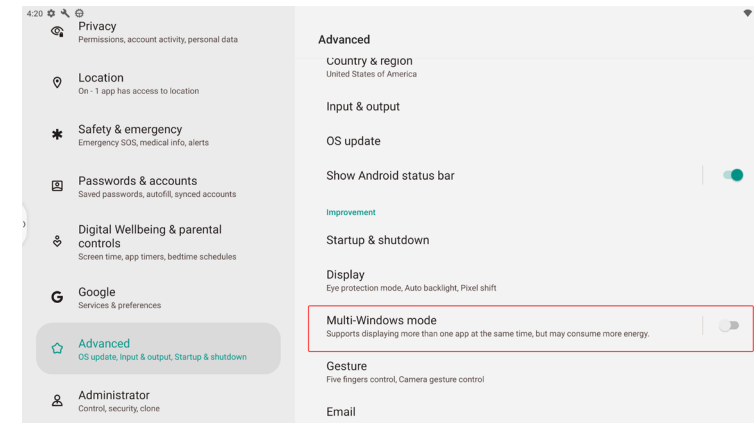 4:20
Privacy
Permissions, account activity, personal data
Location
On - 1 app has access to location
Safety & emergency
Emergency SOS, medical info, alerts
Passwords & accounts
Saved passwords, autofill, synced accounts
Digital Wellbeing & parental
controls
Screen time, app timers, bedtime schedules
Google
Services & preferences
Advanced
OS update, Input & output, Startup & shutdown
Administrator
Control, security, clone
Advanced
Country & region
United States of America
Input & output
OS update
Show Android status bar
Improvement
Startup & shutdown
Display
Eye protection mode, Auto backlight, Pixel shift
Multi-Windows mode
Supports displaying more than one app at the same time, but may consume more energy.
Gesture
Five fingers control, Camera gesture control
Email